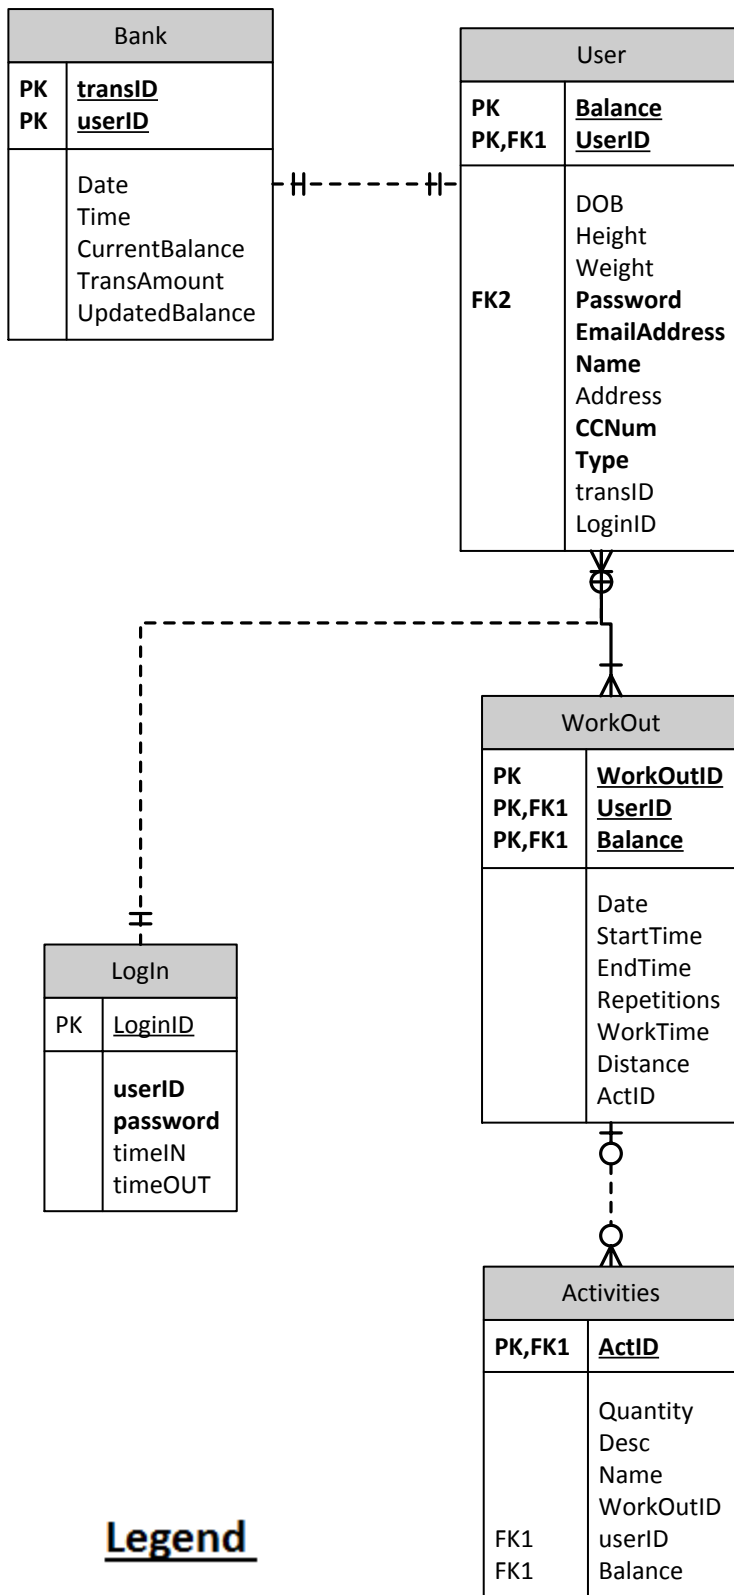 Bank
PK transID
PK userID
Date
Time
CurrentBalance
TransAmount
UpdatedBalance
User
PK Balance
PK,FK1 UserID
DOB
Height
Weight
FK2 Password
EmailAddress
Name
Address
CCNum
Type
transID
LoginID
WorkOut
PK WorkOutID
PK,FK1 UserID
PK,FK1 Balance
Date
StartTime
EndTime
Repetitions
WorkTime
Distance
ActID
LogIn
PK LoginID
userID
password
timeIN
timeOUT
Activities
PK,FK1 ActID
Quantity
Desc
Name
WorkOutID
FK1 userID
FK1 Balance
Legend